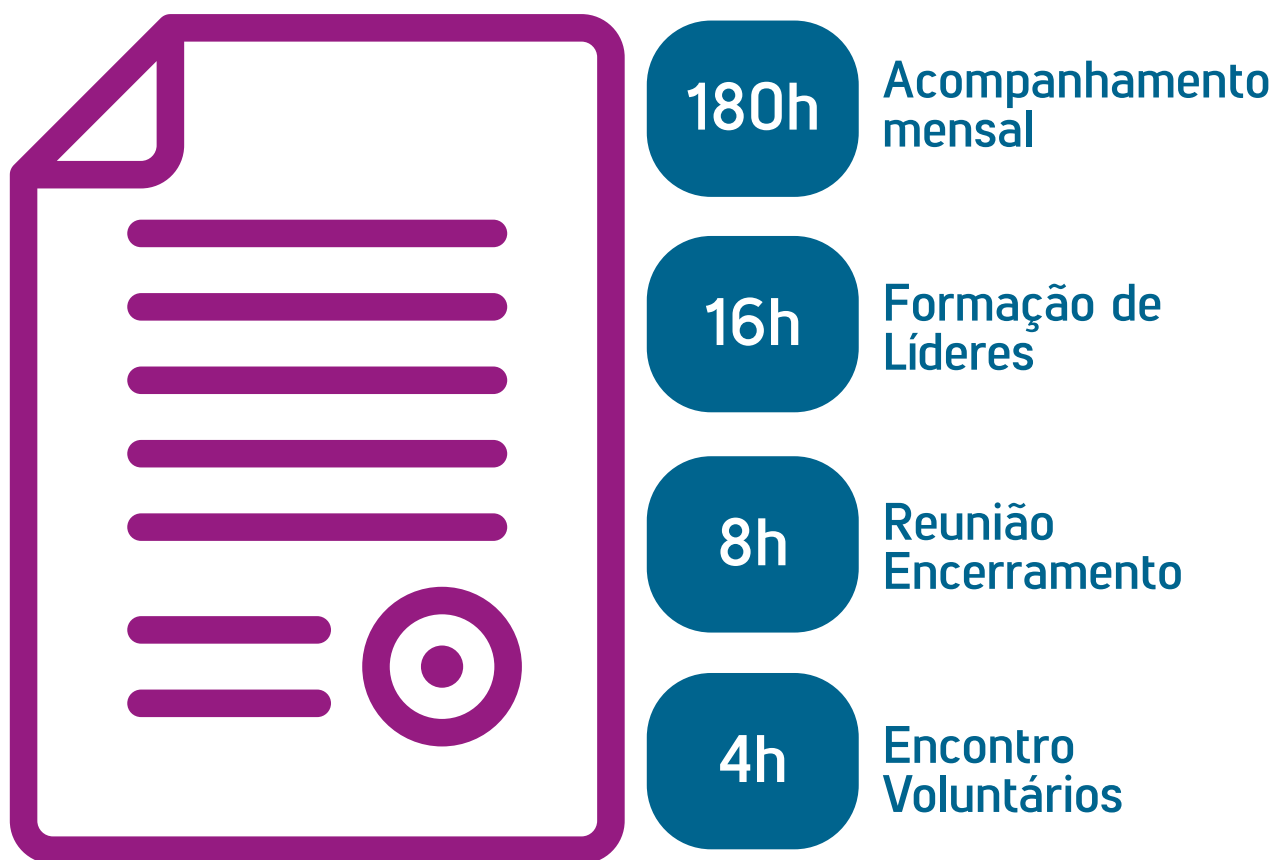 180h
Acompanhamento
mensal
16h
Formação de
Líderes
8h
Reunião
Encerramento
4h
Encontro
Voluntários